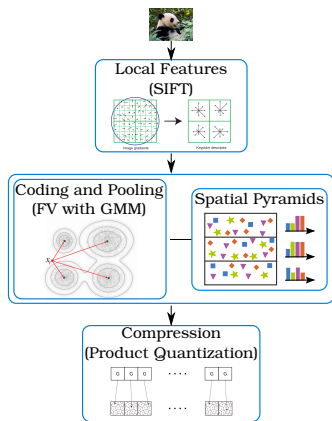 Local Features
(SIFT)
Image gradients
Keypoint descriptor
Coding and Pooling
(FV with GMM)
Spatial Pyramids
Compression
(Product Quantization)